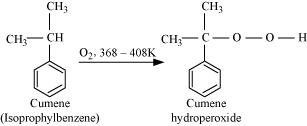 CH₃ CH₃
CH₃ — CH O₂, 368 – 408K CH₃ — C — O — O — H
Cumene Cumene
(Isoprophylbenzene) hydroperoxide